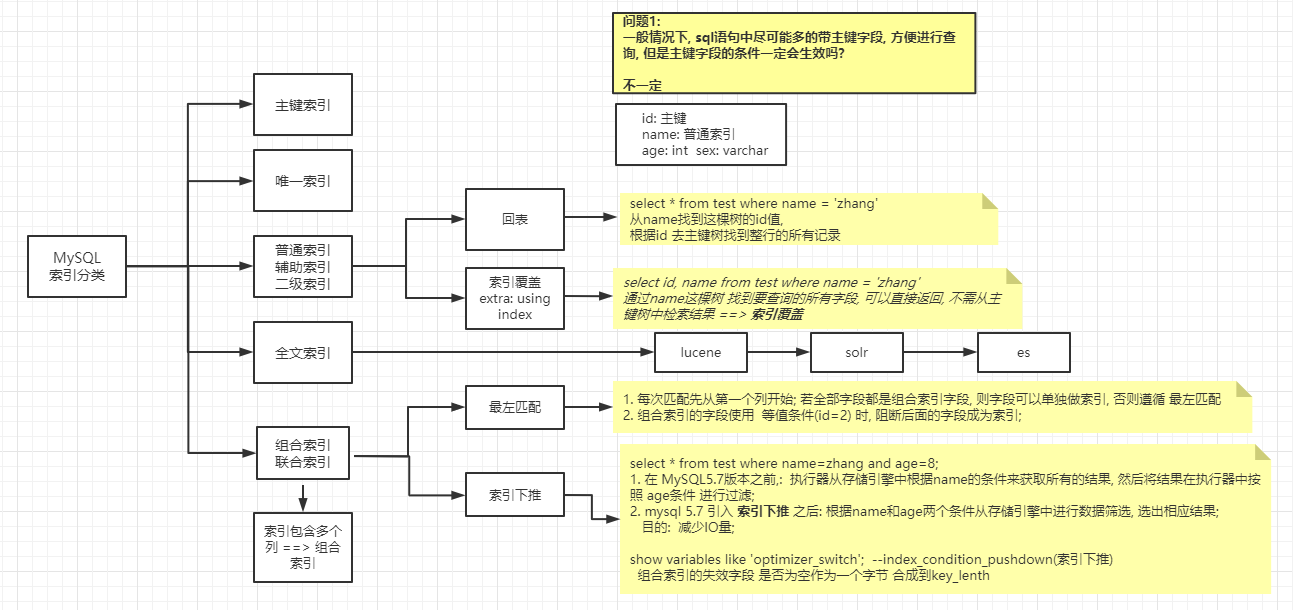 问题1:
一般情况下, sql语句中尽可能多的带主键字段, 方便进行查
询, 但是主键字段的条件一定会生效吗?
不一定
id: 主键
name: 普通索引
age: int  sex: varchar
MySQL
索引分类
主键索引
唯一索引
普通索引
辅助索引
二级索引
回表
select * from test where name = 'zhang'
从name找到这棵树的id值,
根据id 去主键树找到整行的所有记录
索引覆盖
extra: using
index
select id, name from test where name = 'zhang'
通过name这棵树 找到要查询的所有字段, 可以直接返回, 不需从主
键树中检索结果 ==> 索引覆盖
全文索引
lucene
solr
es
组合索引
联合索引
最左匹配
1. 每次匹配先从第一个列开始; 若全部字段都是组合索引字段, 则字段可以单独做索引, 否则遵循 最左匹配
2. 组合索引的字段使用  等值条件(id=2) 时, 阻断后面的字段成为索引;
索引下推
select * from test where name=zhang and age=8;
1. 在 MySQL5.7版本之前,:  执行器从存储引擎中根据name的条件来获取所有的结果, 然后将结果在执行器中按
照 age条件 进行过滤;
2. mysql 5.7 引入 索引下推 之后: 根据name和age两个条件从存储引擎中进行数据筛选, 选出相应结果;
目的:  减少IO量;
show variables like 'optimizer_switch';  --index_condition_pushdown(索引下推)
组合索引的失效字段 是否为空作为一个字节 合成到key_lenth
索引包含多个
列 ==> 组合
索引